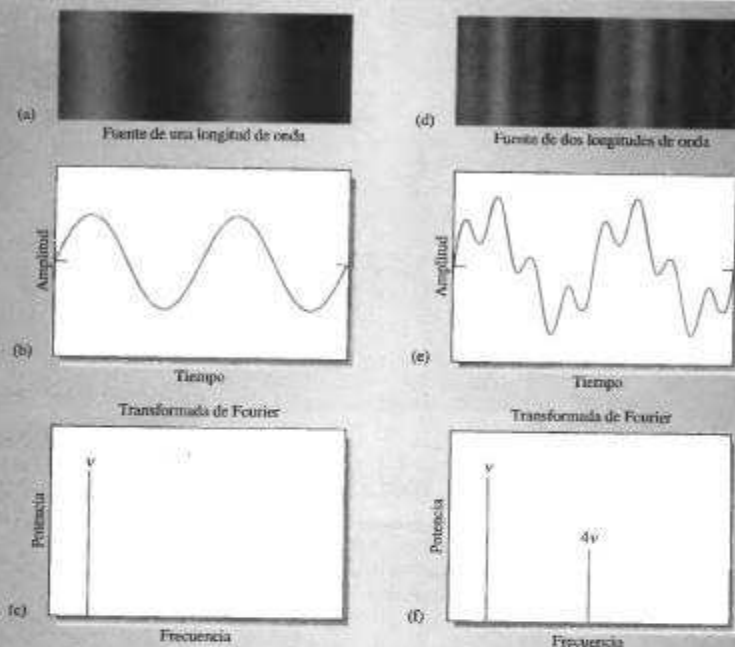 (a)
Fuente de una longitud de onda
Amplitud
(b)
Tiempo
Transformada de Fourier
Potencia
ν
(c)
Frecuencia
(d)
Fuente de dos longitudes de onda
Amplitud
(e)
Tiempo
Transformada de Fourier
Potencia
ν
4ν
(f)
Frecuencia